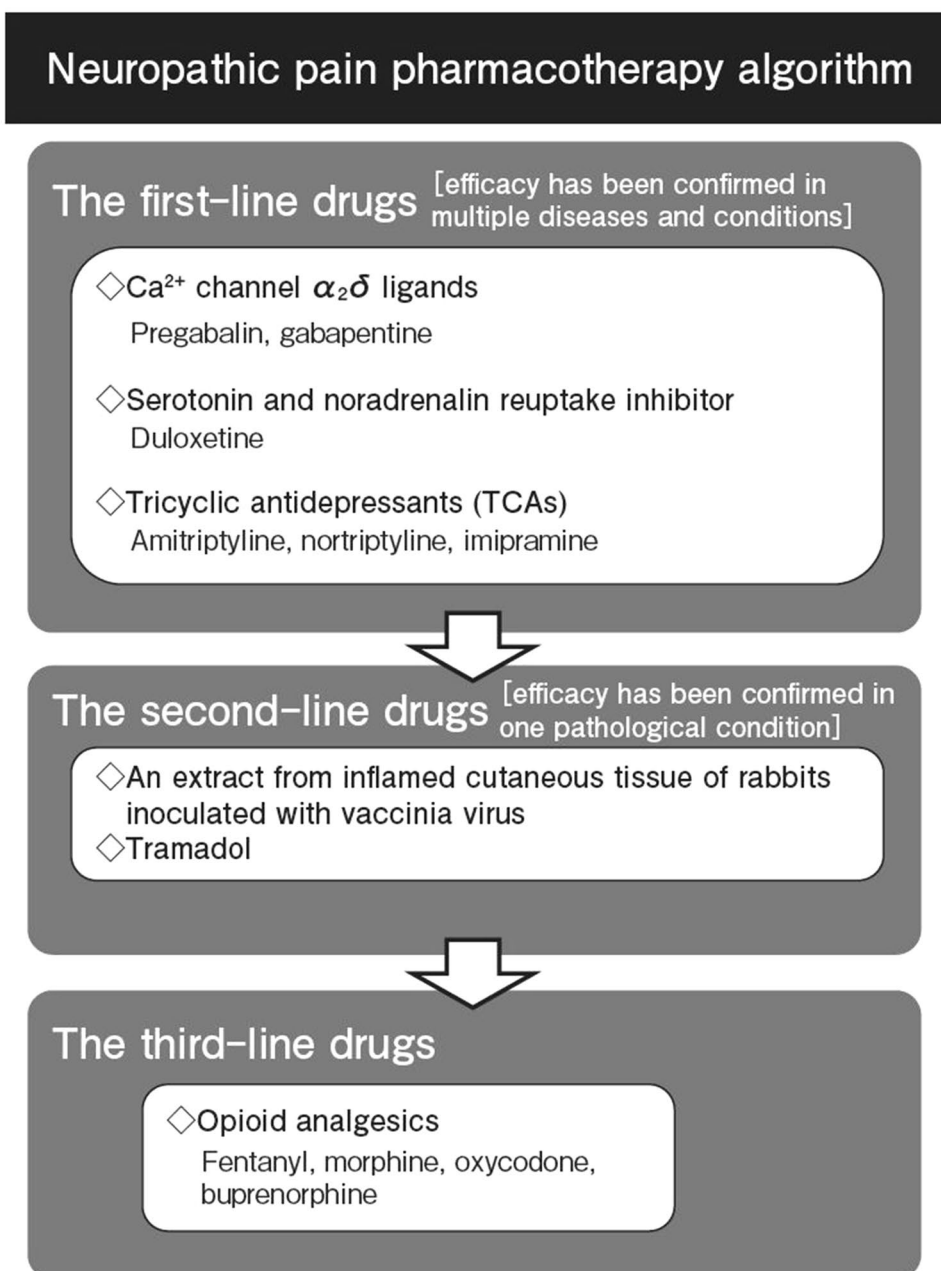 Neuropathic pain pharmacotherapy algorithm
The first-line drugs [efficacy has been confirmed in
multiple diseases and conditions]
◇Ca²⁺ channel α₂δ ligands
Pregabalin, gabapentine
◇Serotonin and noradrenalin reuptake inhibitor
Duloxetine
◇Tricyclic antidepressants (TCAs)
Amitriptyline, nortriptyline, imipramine
The second-line drugs [efficacy has been confirmed in
one pathological condition]
◇An extract from inflamed cutaneous tissue of rabbits
inoculated with vaccinia virus
◇Tramadol
The third-line drugs
◇Opioid analgesics
Fentanyl, morphine, oxycodone,
buprenorphine